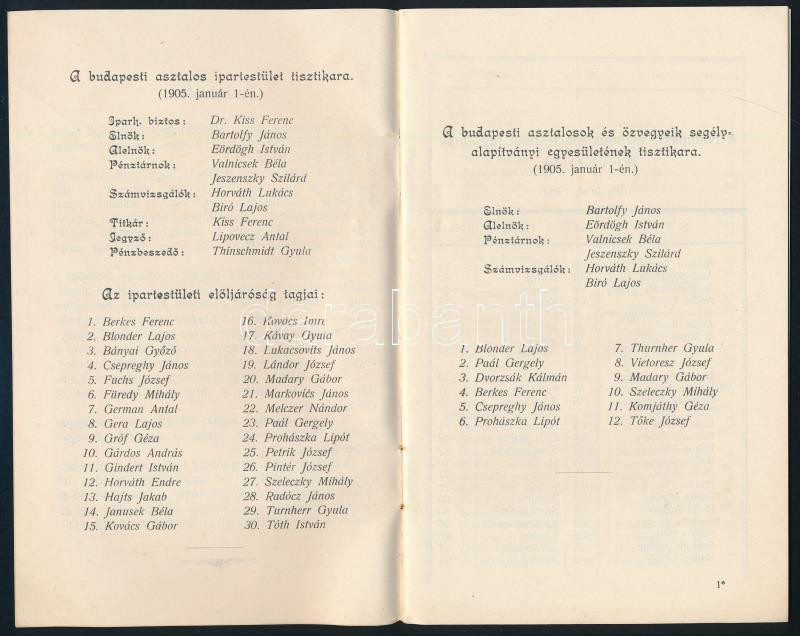 A budapesti asztalos ipartestület tisztikara.
(1905. január 1-én.)
Iparh. biztos: Dr. Kiss Ferenc
Elnök: Bartolfy János
Alelnök: Eördögh István
Pénztárnok: Valnicsek Béla
Jeszenszky Szilárd
Számvizsgálók: Horváth Lukács
Biró Lajos
Titkár: Kiss Ferenc
Jegyző: Lipovecz Antal
Pénzbeszedő: Thinschmidt Gyula
Az ipartestületi előljáróság tagjai:
1. Berkes Ferenc
2. Blonder Lajos
3. Bányai Győző
4. Csepreghy János
5. Fuchs József
6. Füredy Mihály
7. German Antal
8. Gera Lajos
9. Gróf Géza
10. Gárdos András
11. Gindert István
12. Horváth Endre
13. Hajts Jakab
14. Janusek Béla
15. Kovács Gábor
16. Kovács Imre
17. Kávay Gyula
18. Lukacsovits János
19. Lándor József
20. Madary Gábor
21. Markovičs János
22. Melczer Nándor
23. Paál Gergely
24. Prohászka Lipót
25. Petrik József
26. Pintér József
27. Szeleczky Mihály
28. Radócz János
29. Turnherr Gyula
30. Tóth István
A budapesti asztalosok és özvegyeik segély-
alapítványi egyesületének tisztikara.
(1905. január 1-én.)
Elnök: Bartolfy János
Alelnök: Eördögh István
Pénztárnok: Valnicsek Béla
Jeszenszky Szilárd
Számvizsgálók: Horváth Lukács
Biró Lajos
1. Blonder Lajos
2. Paál Gergely
3. Dvorzsák Kálmán
4. Berkes Ferenc
5. Csepreghy János
6. Prohászka Lipót
7. Thurnher Gyula
8. Vietoresz József
9. Madary Gábor
10. Szeleczky Mihály
11. Komjáthy Géza
12. Tőke József
1*
darabanth.com